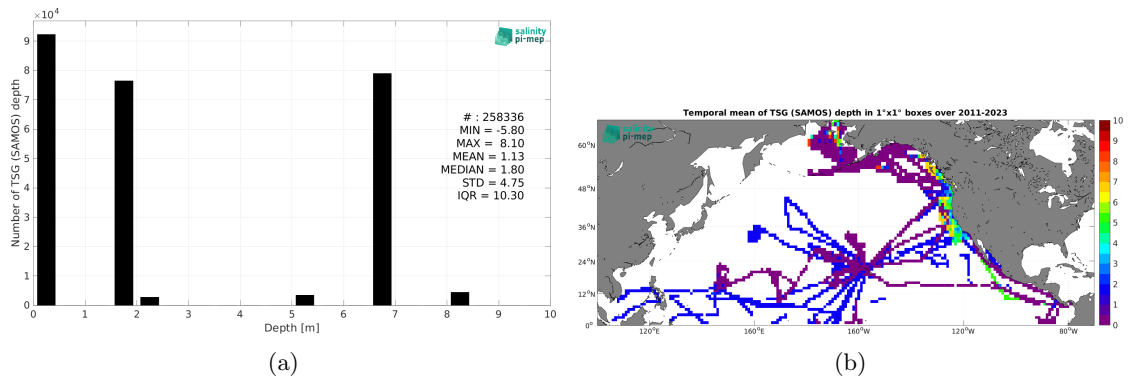 ×10⁴
9
8
7
6
5
4
3
2
1
0
Number of TSG (SAMOS) depth
0 1 2 3 4 5 6 7 8 9 10
Depth [m]
salinity
pi-mep
# : 258336
MIN = -5.80
MAX = 8.10
MEAN = 1.13
MEDIAN = 1.80
STD = 4.75
IQR = 10.30
(a)
Temporal mean of TSG (SAMOS) depth in 1°x1° boxes over 2011-2023
salinity
pi-mep
60°N
48°N
36°N
24°N
12°N
0°
120°E 160°E 160°W 120°W 80°W
10
9
8
7
6
5
4
3
2
1
0
(b)